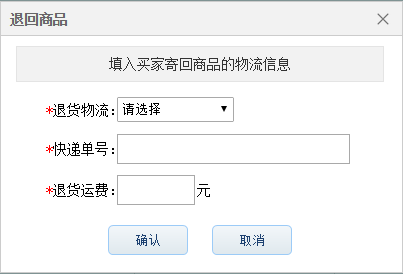 退回商品
填入买家寄回商品的物流信息
*退货物流：请选择
*快递单号：
*退货运费：元
确认 取消